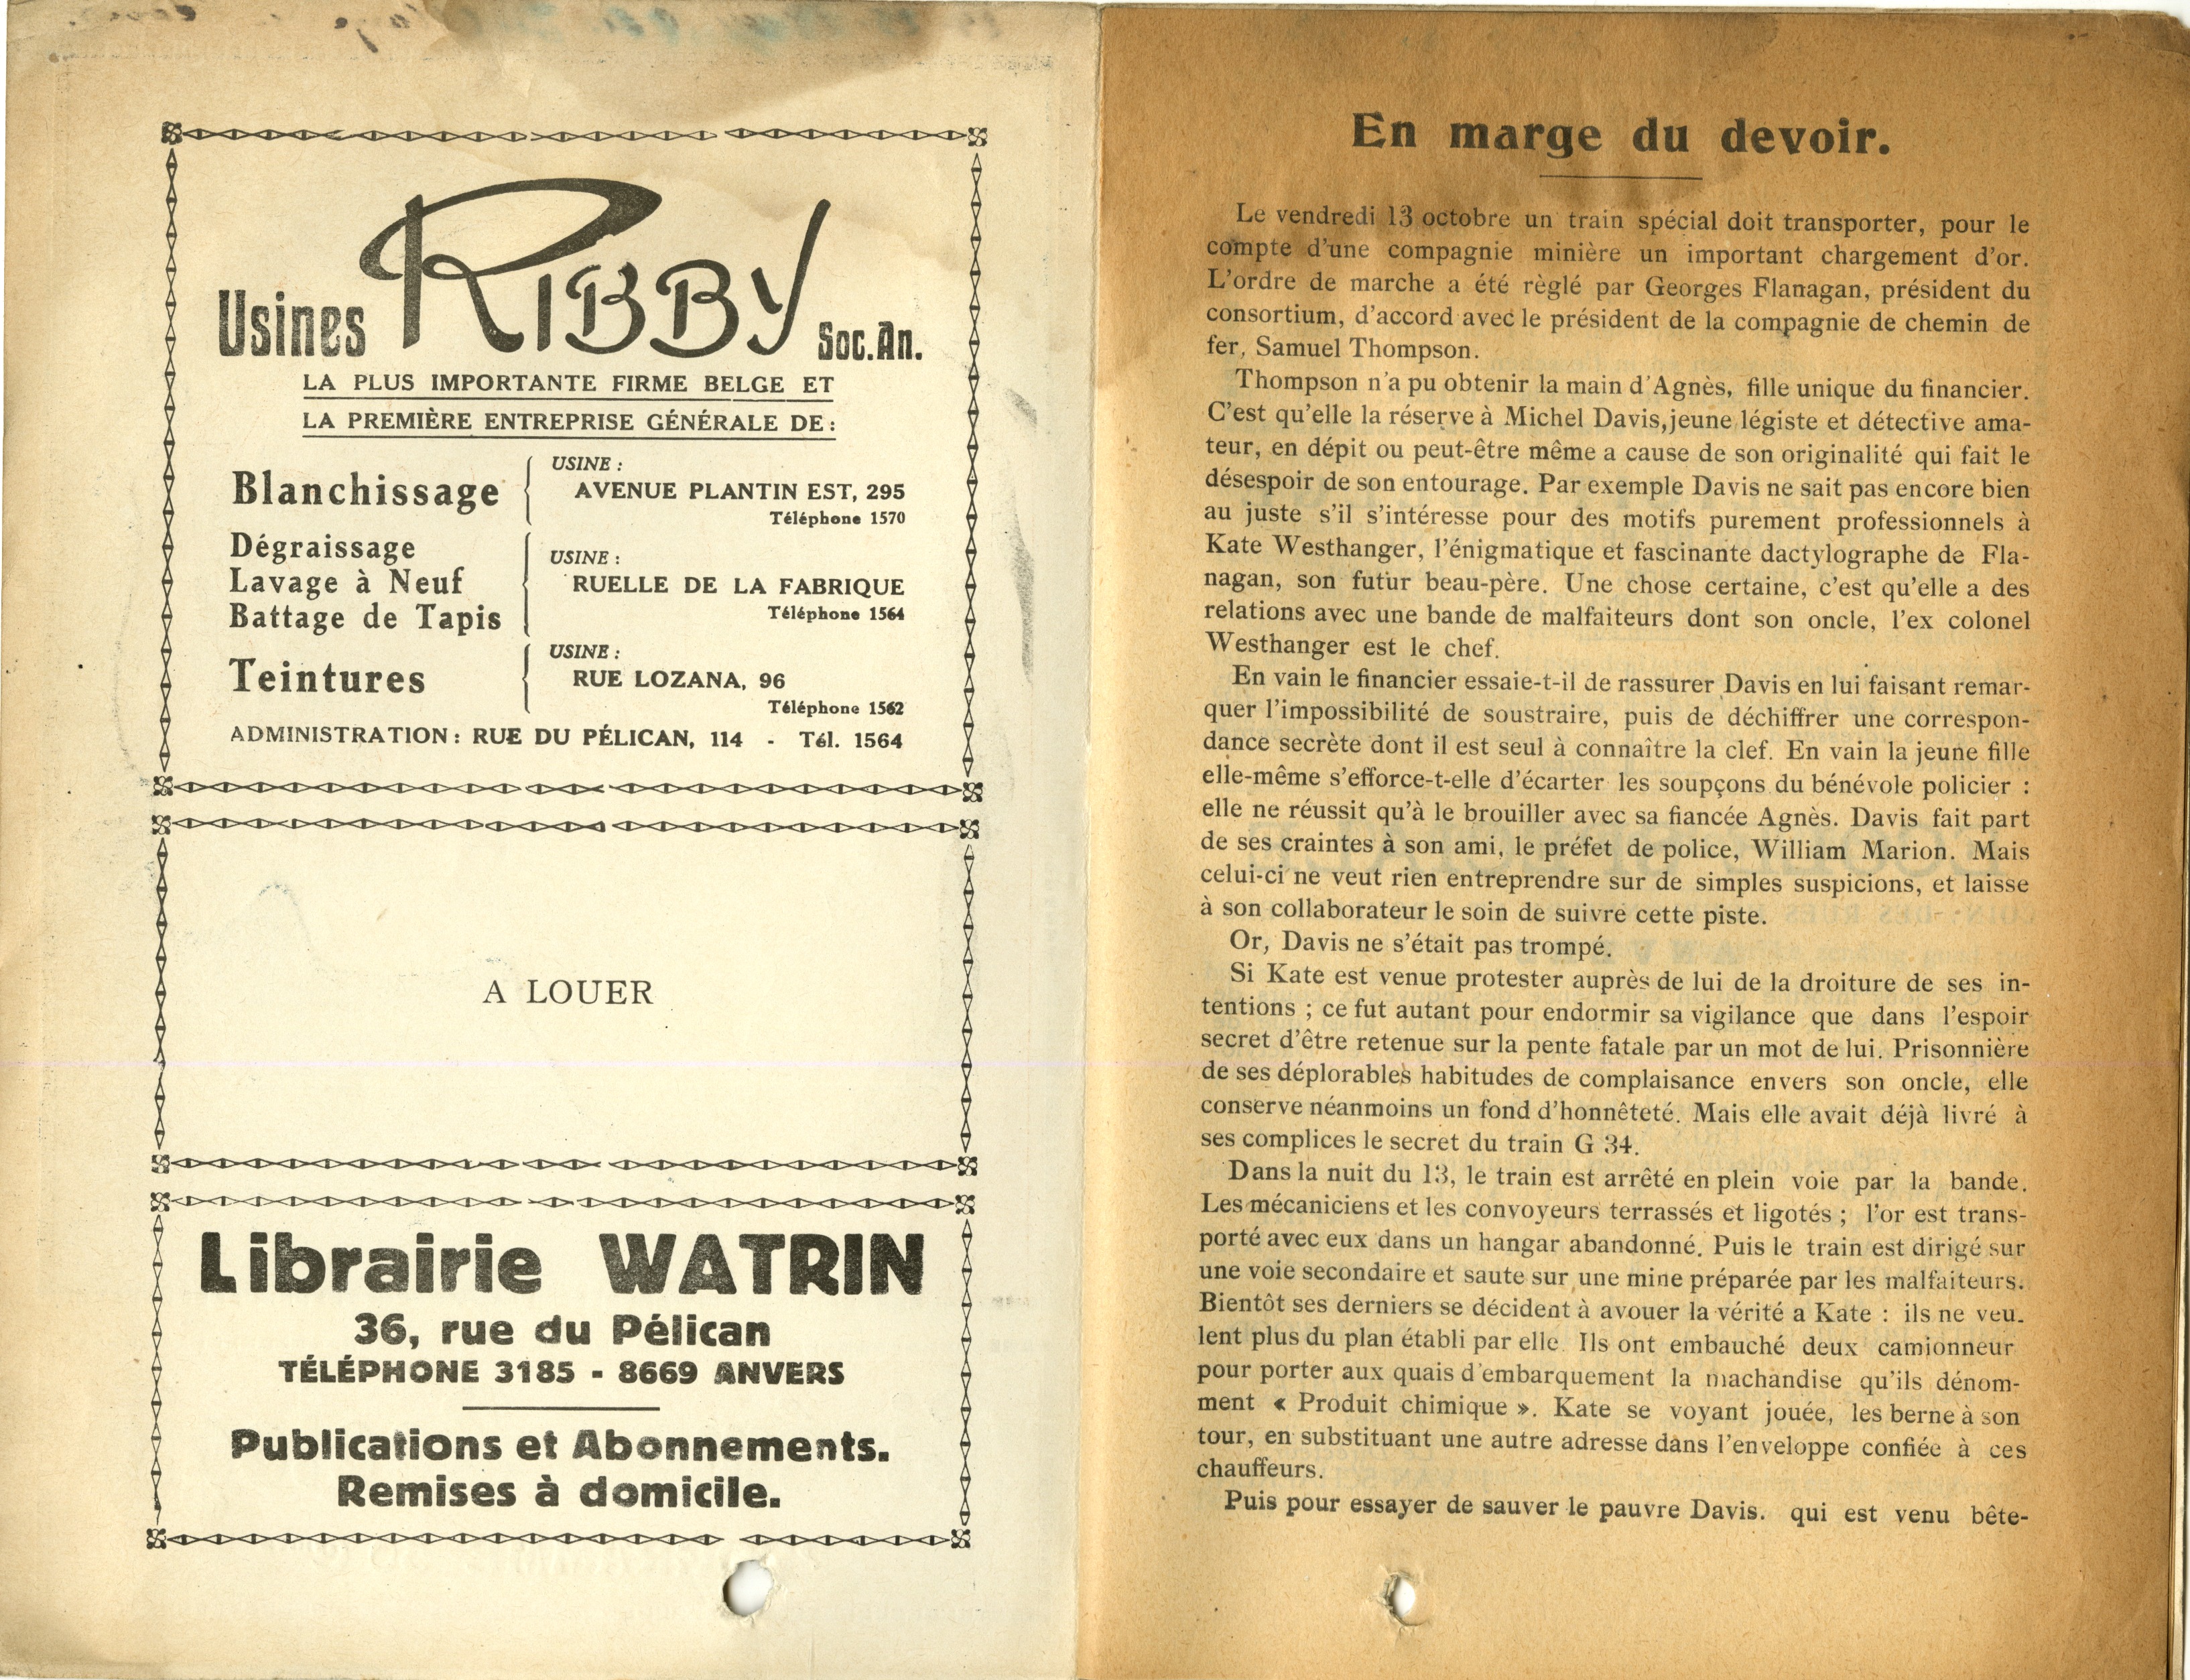 Usines RIBBY Soc.An.
LA PLUS IMPORTANTE FIRME BELGE ET
LA PREMIÈRE ENTREPRISE GÉNÉRALE DE:
Blanchissage
USINE :
AVENUE PLANTIN EST, 295
Téléphone 1570
Dégraissage
Lavage à Neuf
Battage de Tapis
USINE :
RUELLE DE LA FABRIQUE
Téléphone 1564
Teintures
USINE :
RUE LOZANA, 96
Téléphone 1562
ADMINISTRATION: RUE DU PÉLICAN, 114 - Tél. 1564
A LOUER
Librairie WATRIN
36, rue du Pélican
TÉLÉPHONE 3185 - 8669 ANVERS
Publications et Abonnements.
Remises à domicile.
En marge du devoir.
Le vendredi 13 octobre un train spécial doit transporter, pour le
compte d'une compagnie minière un important chargement d'or.
L'ordre de marche a été règlé par Georges Flanagan, président du
consortium, d'accord avec le président de la compagnie de chemin de
fer, Samuel Thompson.
Thompson n'a pu obtenir la main d'Agnès, fille unique du financier.
C'est qu'elle la réserve à Michel Davis,jeune légiste et détective ama-
teur, en dépit ou peut-être même a cause de son originalité qui fait le
désespoir de son entourage. Par exemple Davis ne sait pas encore bien
au juste s'il s'intéresse pour des motifs purement professionnels à
Kate Westhanger, l'énigmatique et fascinante dactylographe de Fla-
nagan, son futur beau-père. Une chose certaine, c'est qu'elle a des
relations avec une bande de malfaiteurs dont son oncle, l'ex colonel
Westhanger est le chef.
En vain le financier essaie-t-il de rassurer Davis en lui faisant remar-
quer l'impossibilité de soustraire, puis de déchiffrer une correspon-
dance secrète dont il est seul à connaître la clef. En vain la jeune fille
elle-même s'efforce-t-elle d'écarter les soupçons du bénévole policier :
elle ne réussit qu'à le brouiller avec sa fiancée Agnès. Davis fait part
de ses craintes à son ami, le préfet de police, William Marion. Mais
celui-ci ne veut rien entreprendre sur de simples suspicions, et laisse
à son collaborateur le soin de suivre cette piste.
Or, Davis ne s'était pas trompé.
Si Kate est venue protester auprès de lui de la droiture de ses in-
tentions ; ce fut autant pour endormir sa vigilance que dans l'espoir
secret d'être retenue sur la pente fatale par un mot de lui. Prisonnière
de ses déplorables habitudes de complaisance envers son oncle, elle
conserve néanmoins un fond d'honnêteté. Mais elle avait déjà livré à
ses complices le secret du train G 34.
Dans la nuit du 13, le train est arrêté en plein voie par la bande.
Les mécaniciens et les convoyeurs terrassés et ligotés ; l'or est trans-
porté avec eux dans un hangar abandonné. Puis le train est dirigé sur
une voie secondaire et saute sur une mine préparée par les malfaiteurs.
Bientôt ses derniers se décident à avouer la vérité a Kate : ils ne veu-
lent plus du plan établi par elle. Ils ont embauché deux camionneur
pour porter aux quais d'embarquement la machandise qu'ils dénom-
ment « Produit chimique ». Kate se voyant jouée, les berne à son
tour, en substituant une autre adresse dans l'enveloppe confiée à ces
chauffeurs.
Puis pour essayer de sauver le pauvre Davis. qui est venu bête-